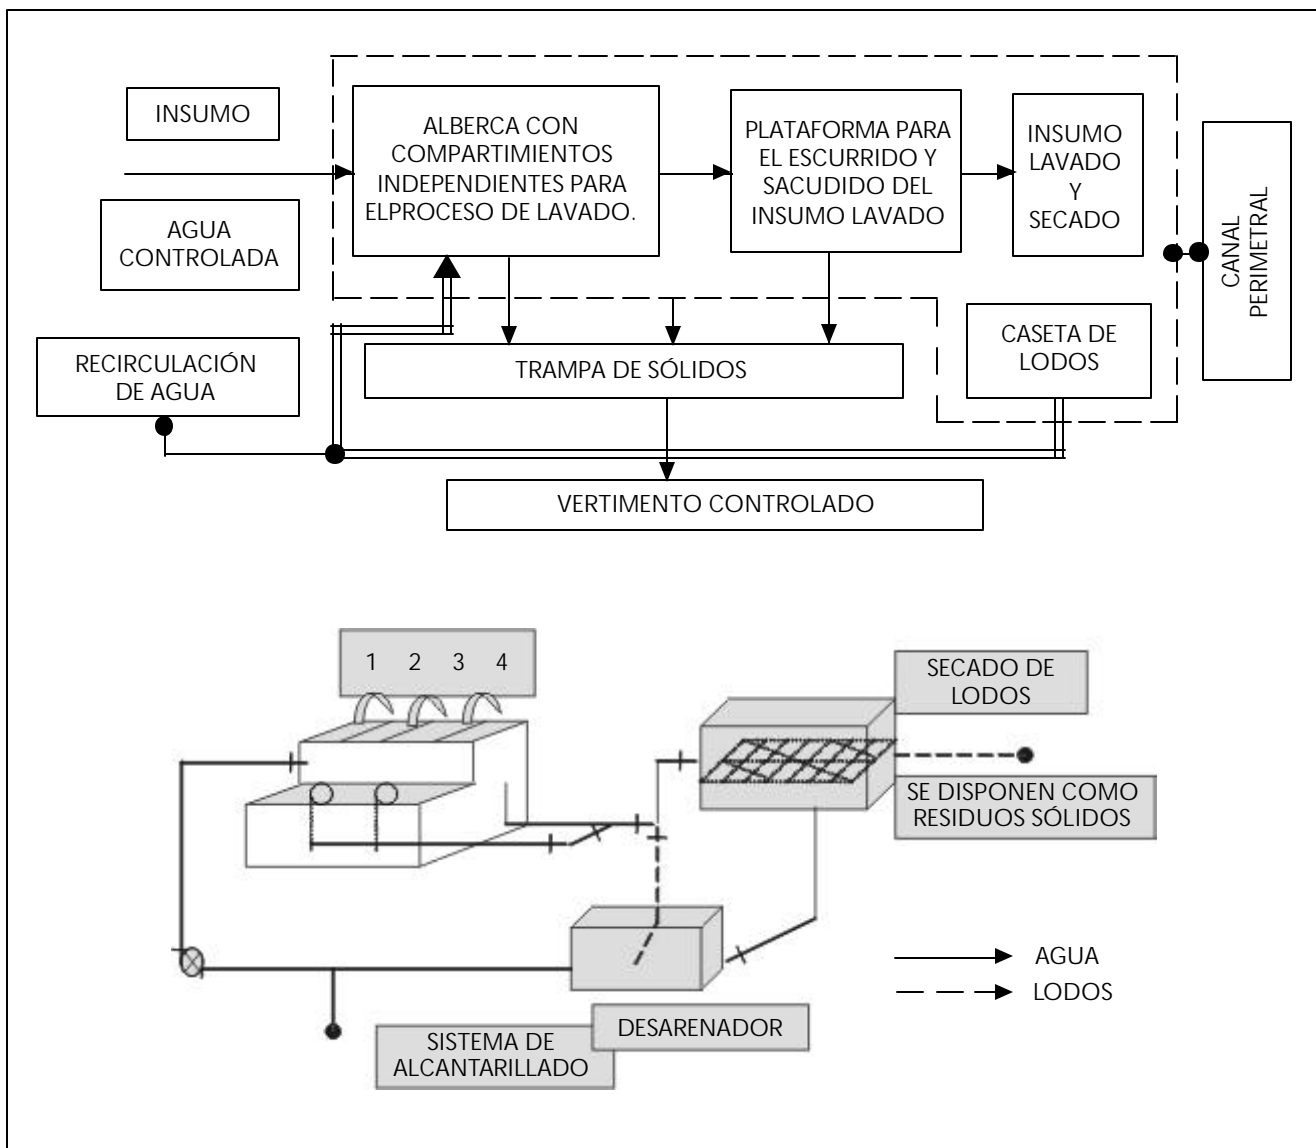 INSUMO
AGUA
CONTROLADA
RECIRCULACIÓN
DE AGUA
ALBERCA CON
COMPARTIMIENTOS
INDEPENDIENTES PARA
ELPROCESO DE LAVADO.
PLATAFORMA PARA
EL ESCURRIDO Y
SACUDIDO DEL
INSUMO LAVADO
INSUMO
LAVADO
Y
SECADO
CANAL
PERIMETRAL
TRAMPA DE SÓLIDOS
CASETA DE
LODOS
VERTIMENTO CONTROLADO
1 2 3 4
SECADO DE
LODOS
SE DISPONEN COMO
RESIDUOS SÓLIDOS
AGUA
LODOS
DESARENADOR
SISTEMA DE
ALCANTARILLADO